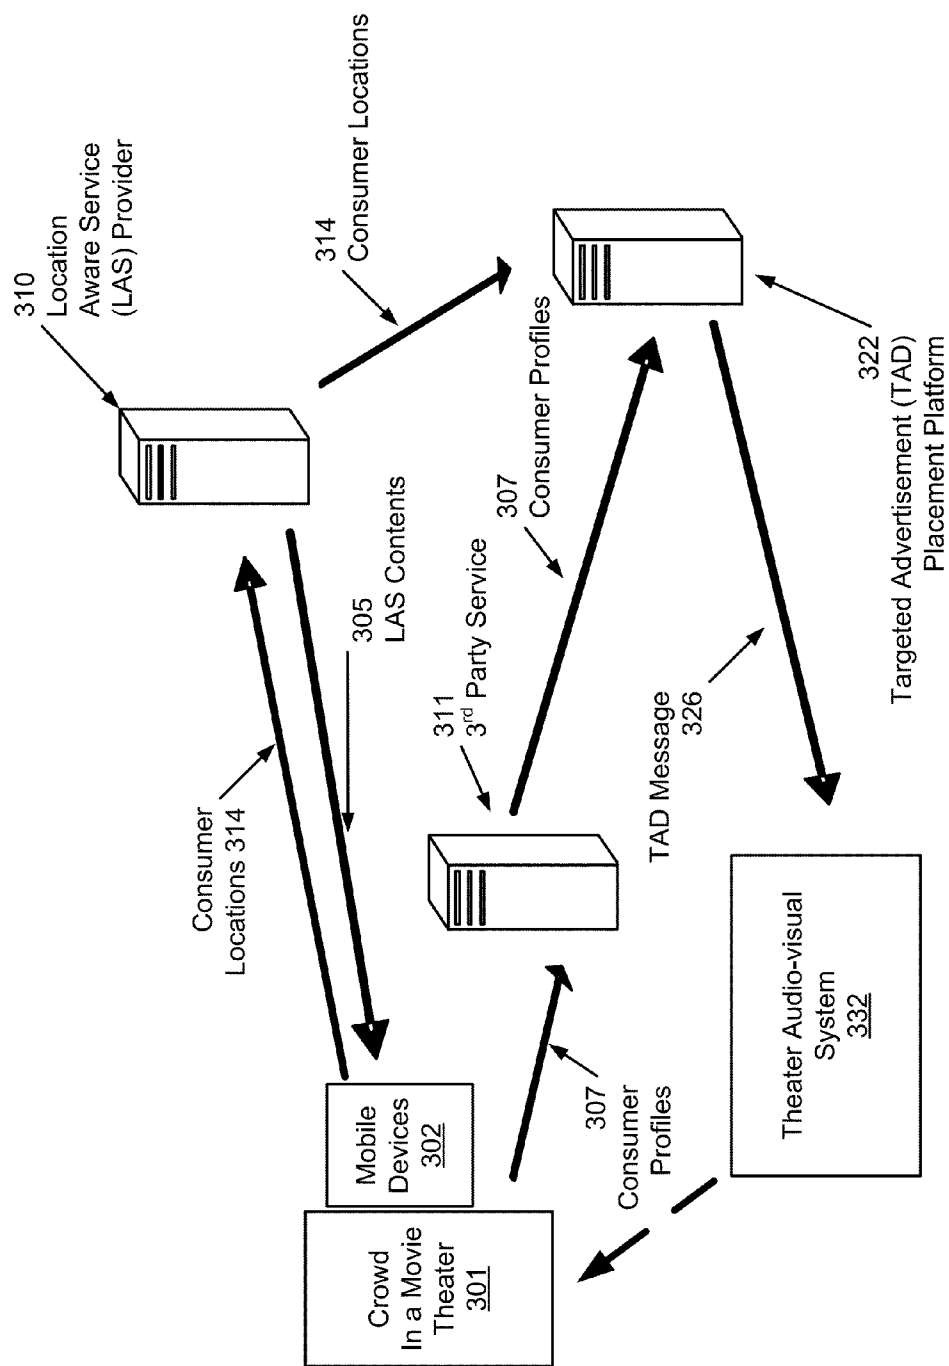 310
Location
Aware Service
(LAS) Provider
314
Consumer Locations
Consumer
Locations 314
305
LAS Contents
Mobile
Devices
302
Crowd
In a Movie
Theater
301
311
3rd Party Service
307
Consumer Profiles
307
Consumer
Profiles
TAD Message
326
322
Targeted Advertisement (TAD)
Placement Platform
Theater Audio-visual
System
332